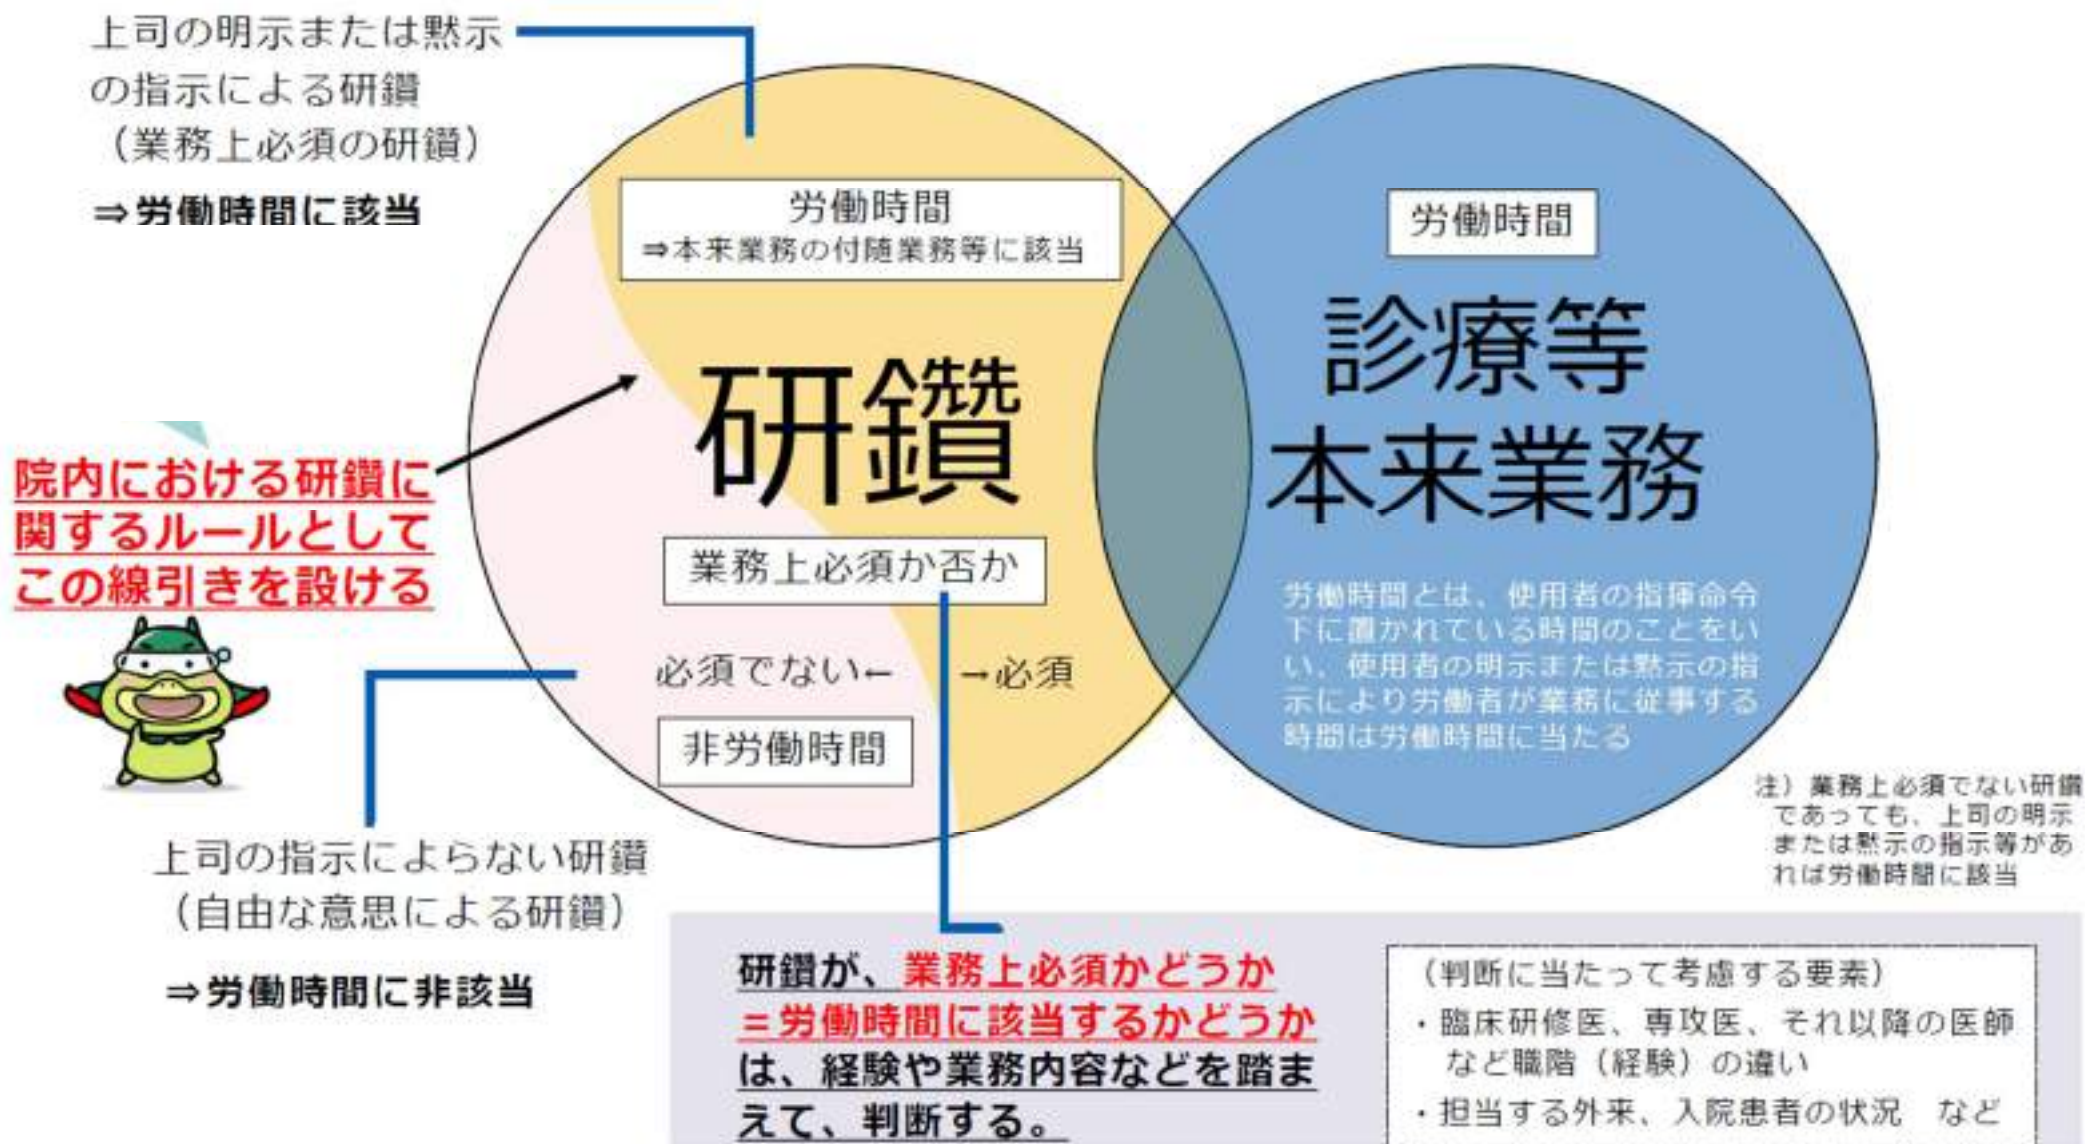 上司の明示または黙示
の指示による研鑽
（業務上必須の研鑽）
⇒労働時間に該当
労働時間
⇒本来業務の付随業務等に該当
研鑽
業務上必須か否か
必須でない←
→必須
非労働時間
労働時間
診療等
本来業務
労働時間とは、使用者の指揮命令
下に置かれている時間のことをい
い、使用者の明示または黙示の指
示により労働者が業務に従事する
時間は労働時間に当たる
院内における研鑽に
関するルールとして
この線引きを設ける
上司の指示によらない研鑽
（自由な意思による研鑽）
⇒労働時間に非該当
注）業務上必須でない研鑽
であっても、上司の明示
または黙示の指示等があ
れば労働時間に該当
研鑽が、業務上必須かどうか
＝労働時間に該当するかどうか
は、経験や業務内容などを踏ま
えて、判断する。
（判断に当たって考慮する要素）
・臨床研修医、専攻医、それ以降の医師
など職階（経験）の違い
・担当する外来、入院患者の状況　など